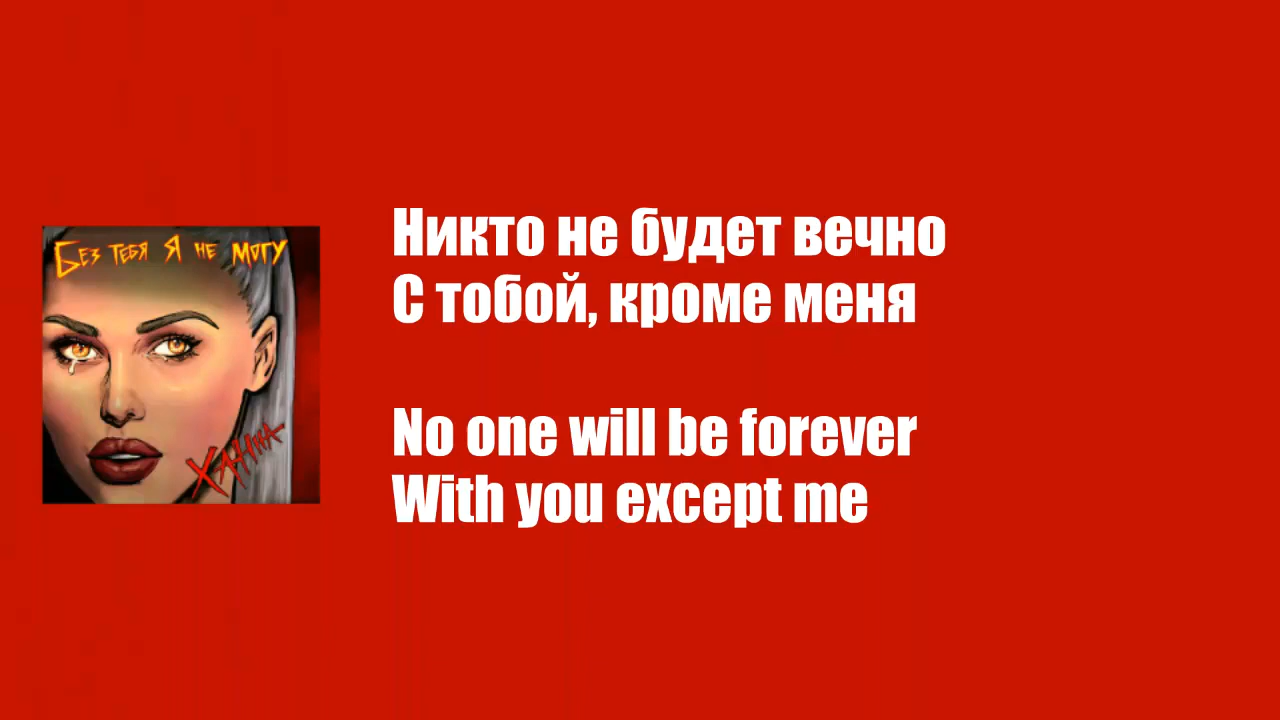 Без тебя я не могу
Ханна
Никто не будет вечно
С тобой, кроме меня
No one will be forever
With you except me